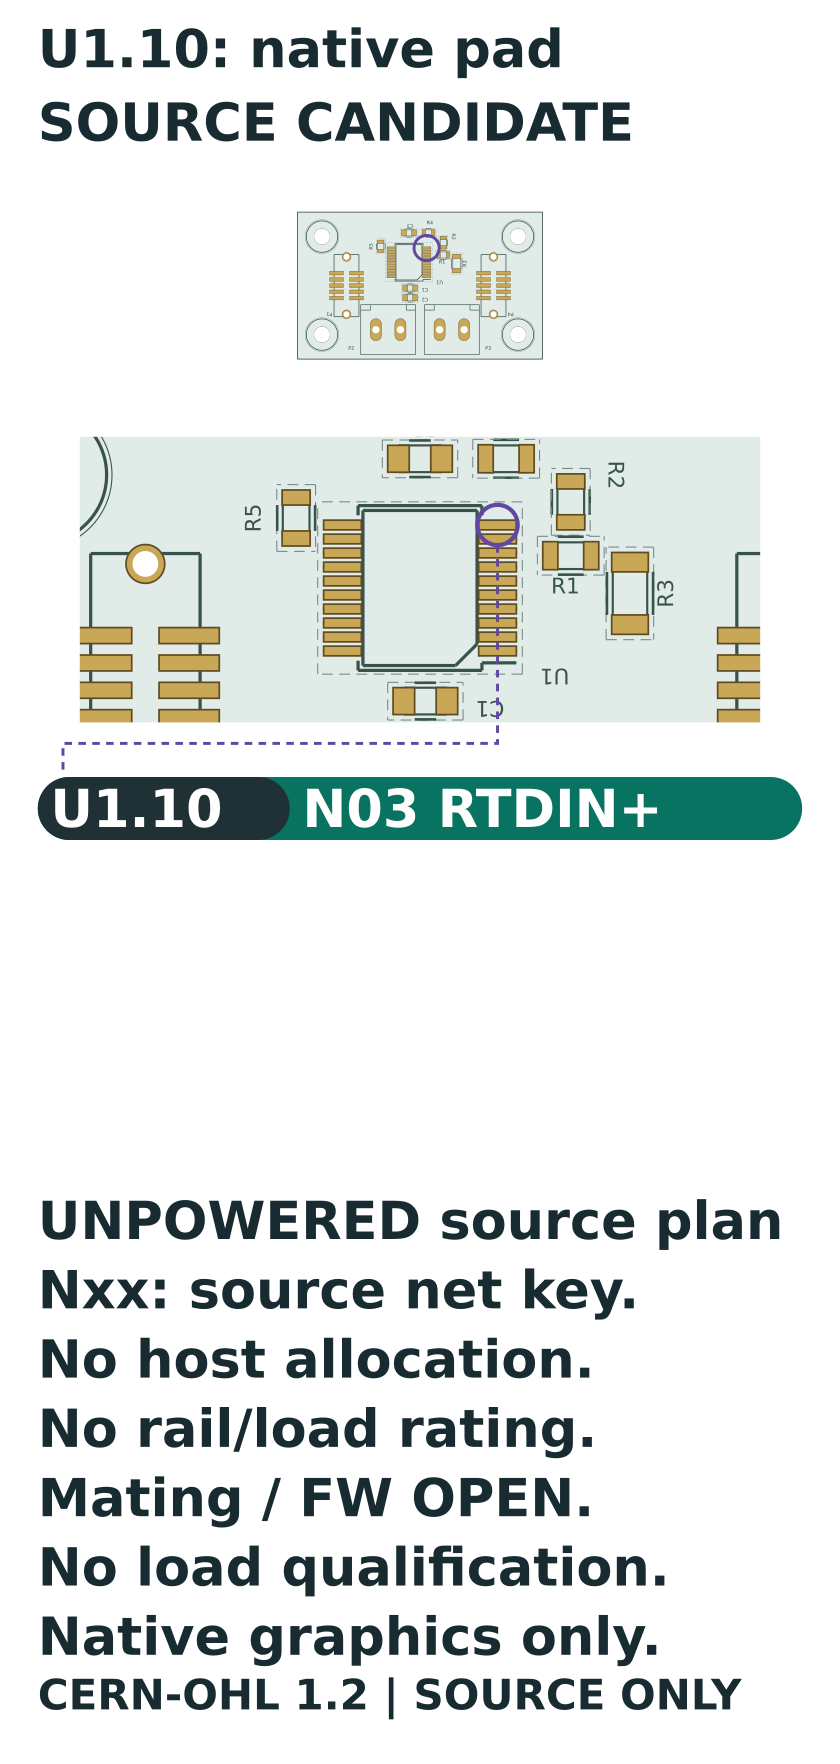 U1.10: native pad
SOURCE CANDIDATE
R5
R2
R1
R3
U1
C1
U1.10 N03 RTDIN+
UNPOWERED source plan
Nxx: source net key.
No host allocation.
No rail/load rating.
Mating / FW OPEN.
No load qualification.
Native graphics only.
CERN-OHL 1.2 | SOURCE ONLY